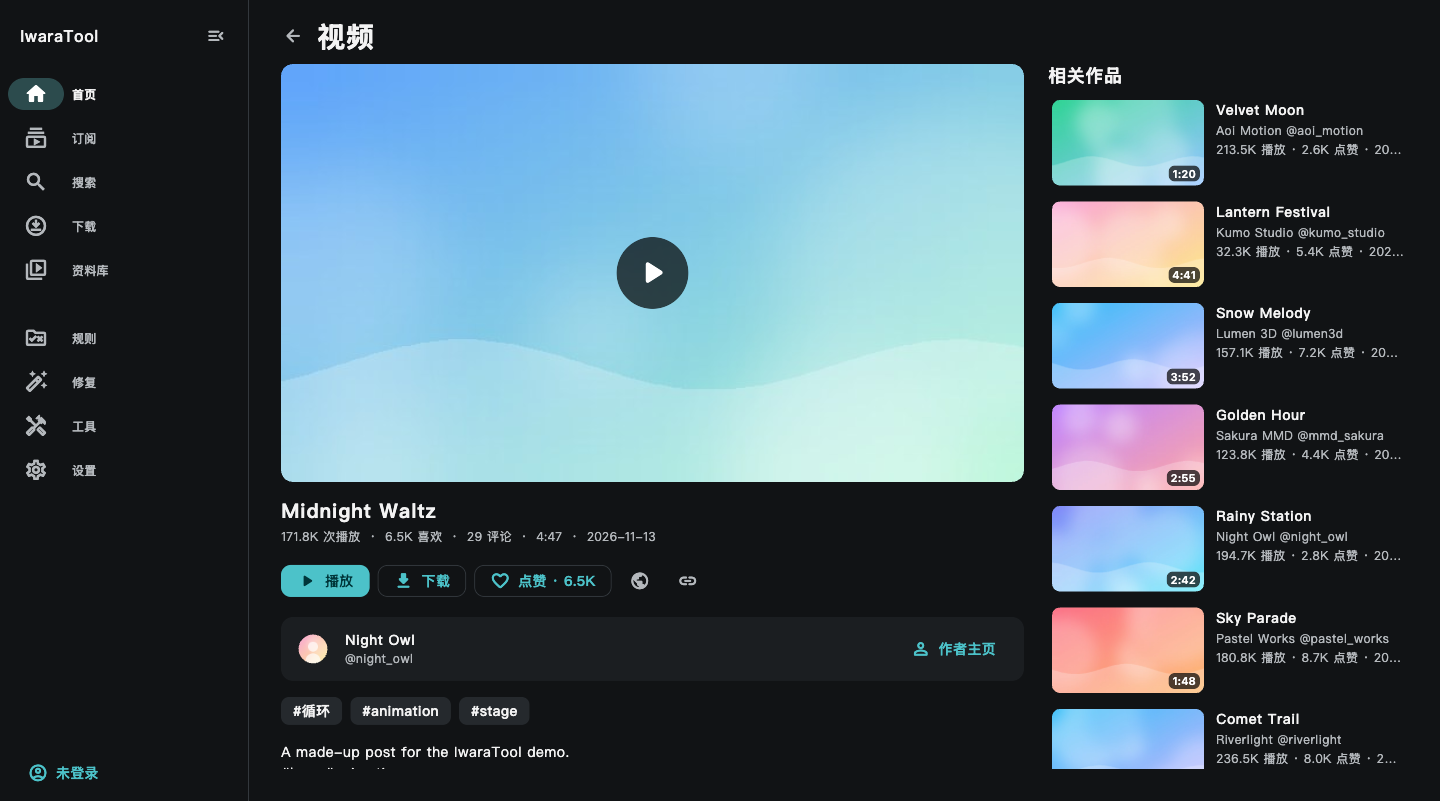 IwaraTool
首页
订阅
搜索
下载
资料库
规则
修复
工具
设置
未登录
视频
Midnight Waltz
171.8K 次播放 · 6.5K 喜欢 · 29 评论 · 4:47 · 2026-11-13
播放
下载
点赞 · 6.5K
Night Owl
@night_owl
作者主页
#循环 #animation #stage
A made-up post for the IwaraTool demo.
相关作品
Velvet Moon
Aoi Motion @aoi_motion
213.5K 播放 · 2.6K 点赞 · 20...
1:20
Lantern Festival
Kumo Studio @kumo_studio
32.3K 播放 · 5.4K 点赞 · 202...
4:41
Snow Melody
Lumen 3D @lumen3d
157.1K 播放 · 7.2K 点赞 · 20...
3:52
Golden Hour
Sakura MMD @mmd_sakura
123.8K 播放 · 4.4K 点赞 · 20...
2:55
Rainy Station
Night Owl @night_owl
194.7K 播放 · 2.8K 点赞 · 20...
2:42
Sky Parade
Pastel Works @pastel_works
180.8K 播放 · 8.7K 点赞 · 20...
1:48
Comet Trail
Riverlight @riverlight
236.5K 播放 · 8.0K 点赞 · 2...